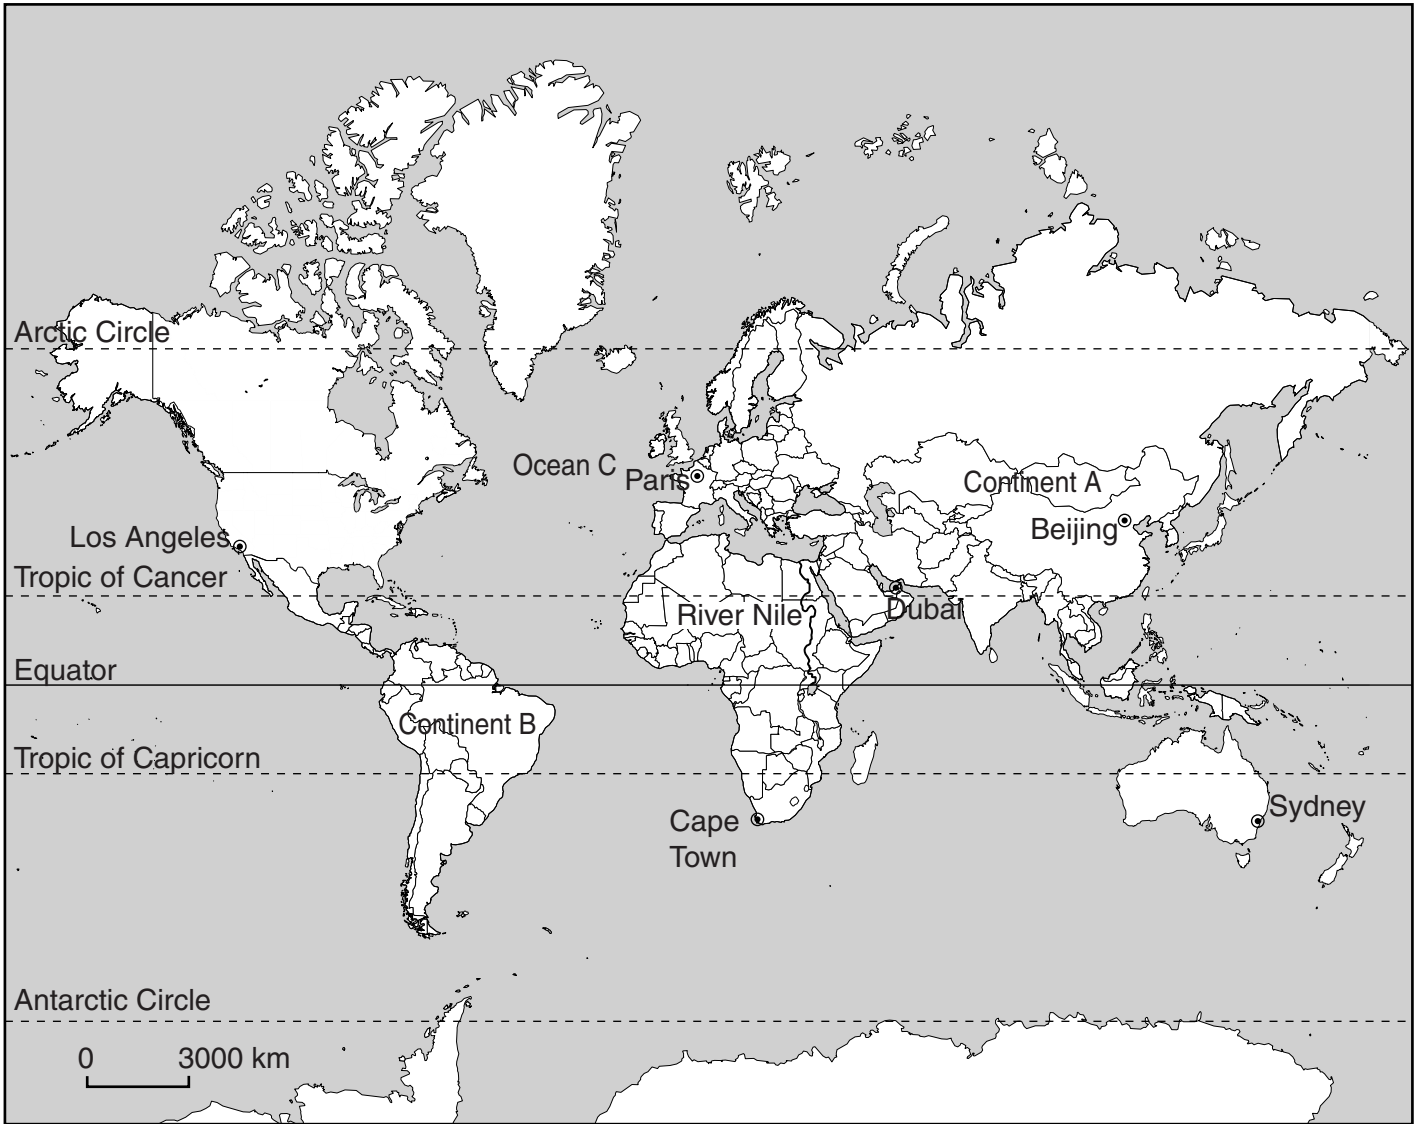 Arctic Circle
Ocean C
Paris
Continent A
Los Angeles
Beijing
Tropic of Cancer
River Nile
Dubai
Equator
Continent B
Tropic of Capricorn
Cape
Town
Sydney
Antarctic Circle
0 3000 km